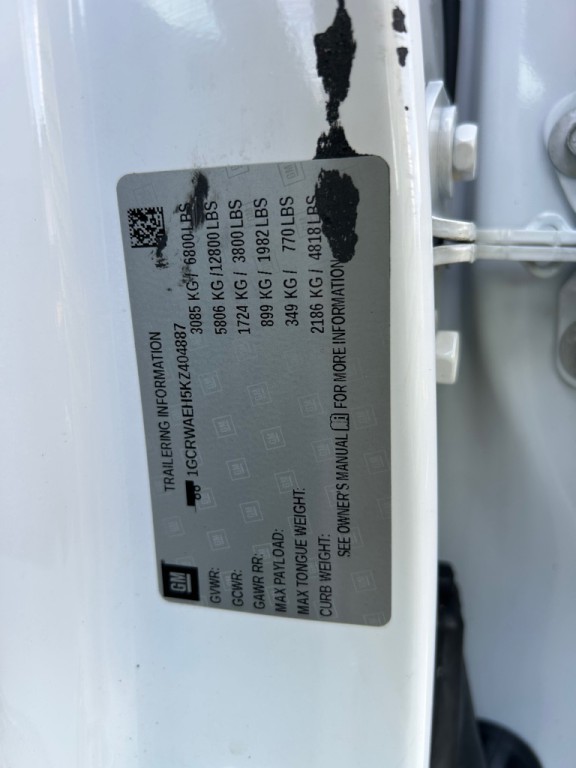 GM
TRAILERING INFORMATION
88 1GCRWAEH5KZ404887
GVWR: 3085 KG / 6800 LBS
GCWR: 5806 KG / 12800 LBS
GAWR RR: 1724 KG / 3800 LBS
MAX PAYLOAD: 899 KG / 1982 LBS
MAX TONGUE WEIGHT: 349 KG / 770 LBS
CURB WEIGHT: 2186 KG / 4818 LBS
SEE OWNER'S MANUAL FOR MORE INFORMATION